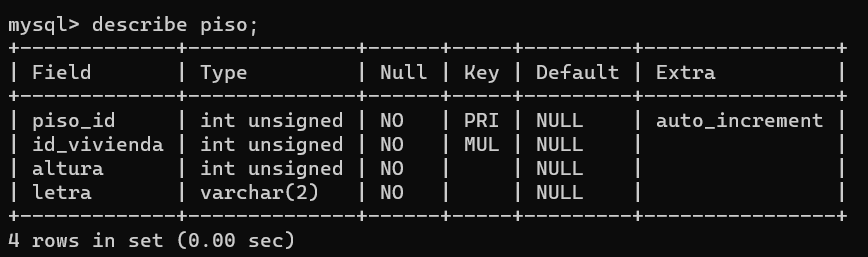 mysql> describe piso;
+-------------+--------------+------+-----+---------+----------------+
| Field       | Type         | Null | Key | Default | Extra          |
+-------------+--------------+------+-----+---------+----------------+
| piso_id     | int unsigned | NO   | PRI | NULL    | auto_increment |
| id_vivienda | int unsigned | NO   | MUL | NULL    |                |
| altura      | int unsigned | NO   |     | NULL    |                |
| letra       | varchar(2)   | NO   |     | NULL    |                |
+-------------+--------------+------+-----+---------+----------------+
4 rows in set (0.00 sec)